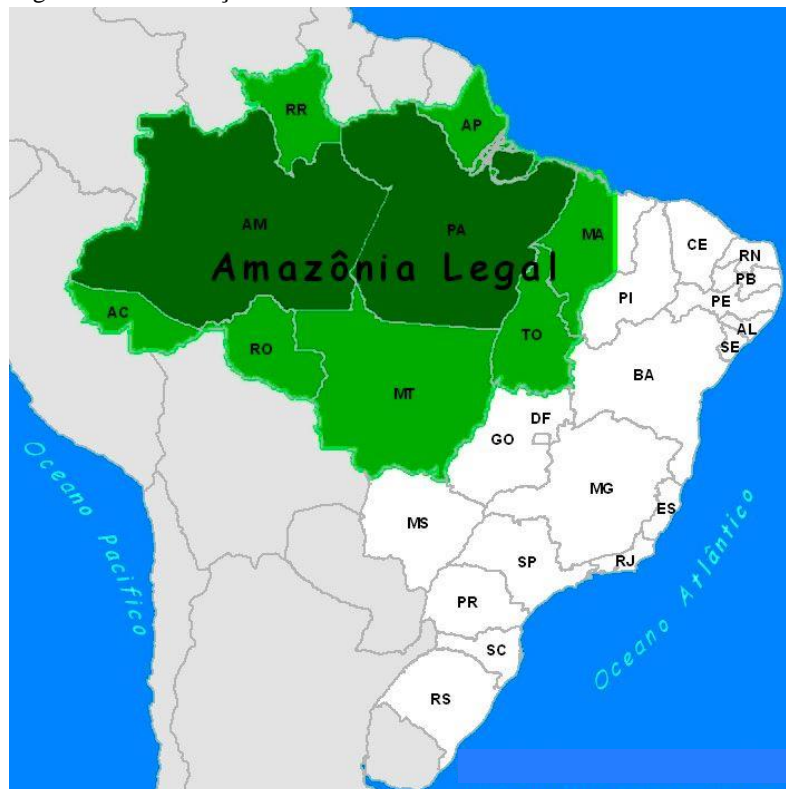 RR
AP
AM
PA
MA
Amazônia Legal
CE
RN
PB
PI
PE
AC
AL
TO
SE
RO
BA
MT
DF
GO
MG
ES
MS
SP
RJ
PR
SC
RS
Oceano pacífico
Oceano Atlântico